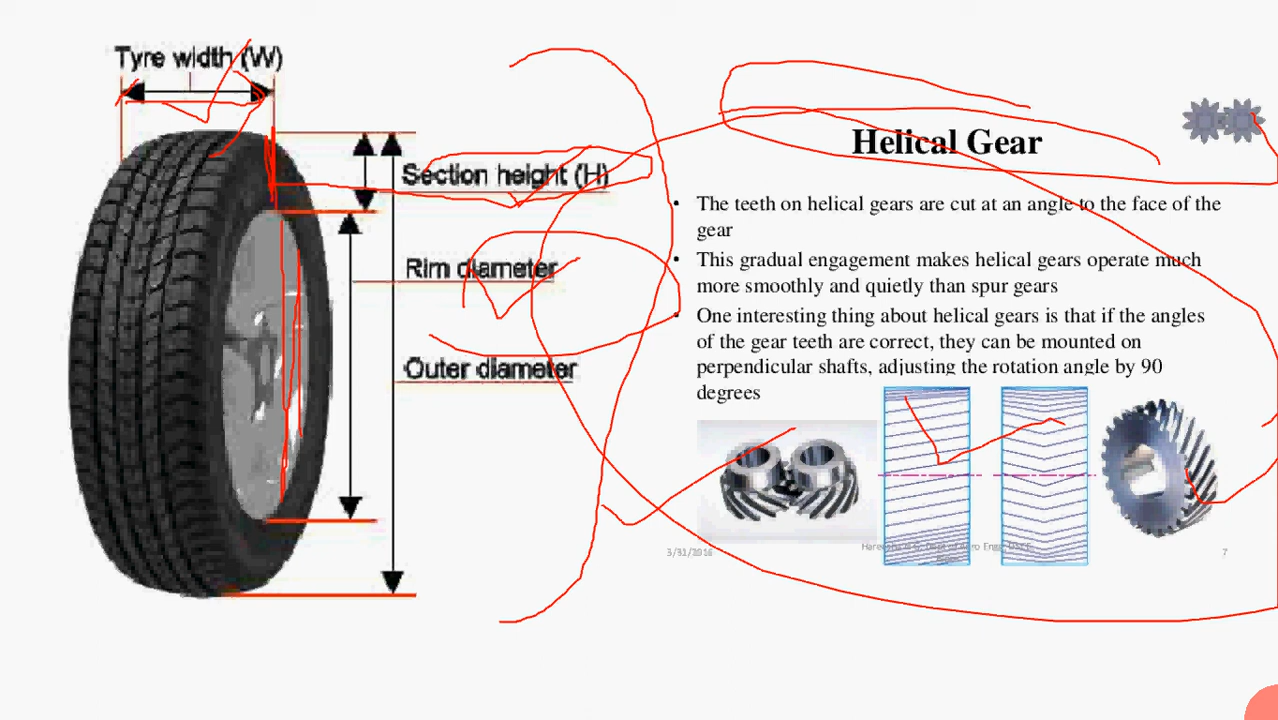 Tyre width (W)
Section height (H)
Rim diameter
Outer diameter
Helical Gear
• The teeth on helical gears are cut at an angle to the face of the
gear
• This gradual engagement makes helical gears operate much
more smoothly and quietly than spur gears
• One interesting thing about helical gears is that if the angles
of the gear teeth are correct, they can be mounted on
perpendicular shafts, adjusting the rotation angle by 90
degrees
3/31/2016
7